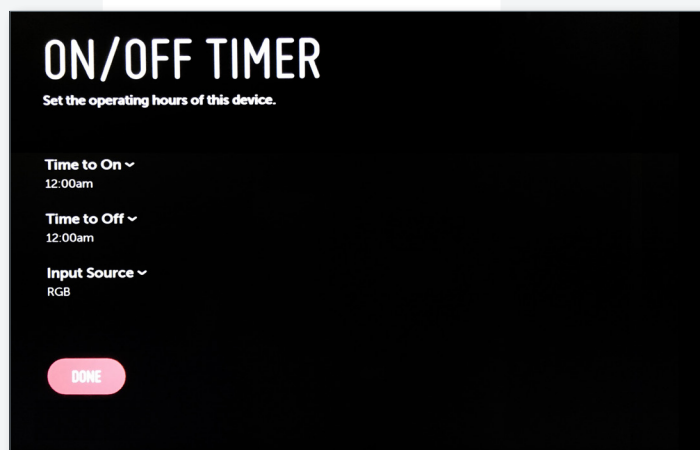 ON/OFF TIMER
Set the operating hours of this device.
Time to On
12:00am
Time to Off
12:00am
Input Source
RGB
DONE